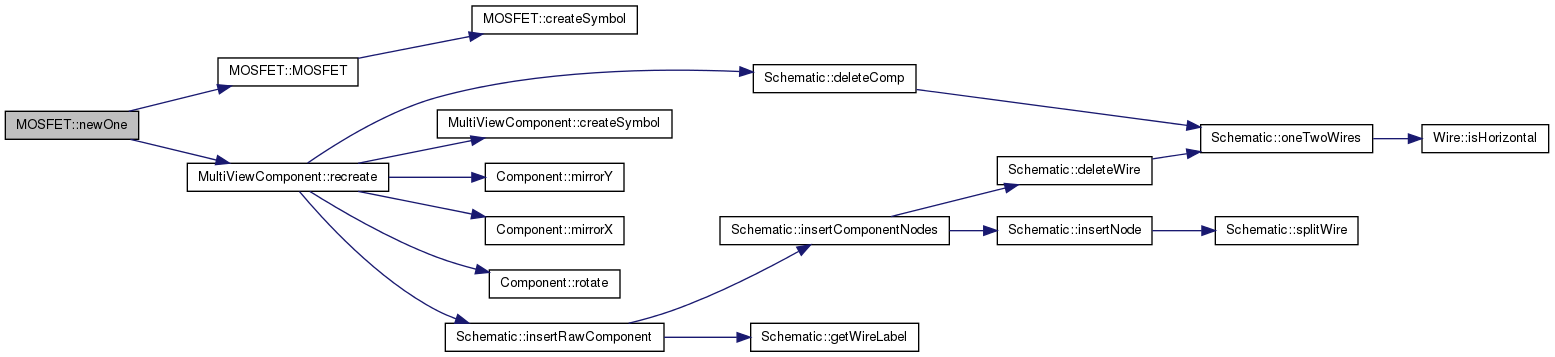 MOSFET::createSymbol
MOSFET::MOSFET
Schematic::deleteComp
MOSFET::newOne
MultiViewComponent::createSymbol
Schematic::oneTwoWires
Wire::isHorizontal
MultiViewComponent::recreate
Component::mirrorY
Schematic::deleteWire
Component::mirrorX
Schematic::insertComponentNodes
Schematic::insertNode
Schematic::splitWire
Component::rotate
Schematic::insertRawComponent
Schematic::getWireLabel